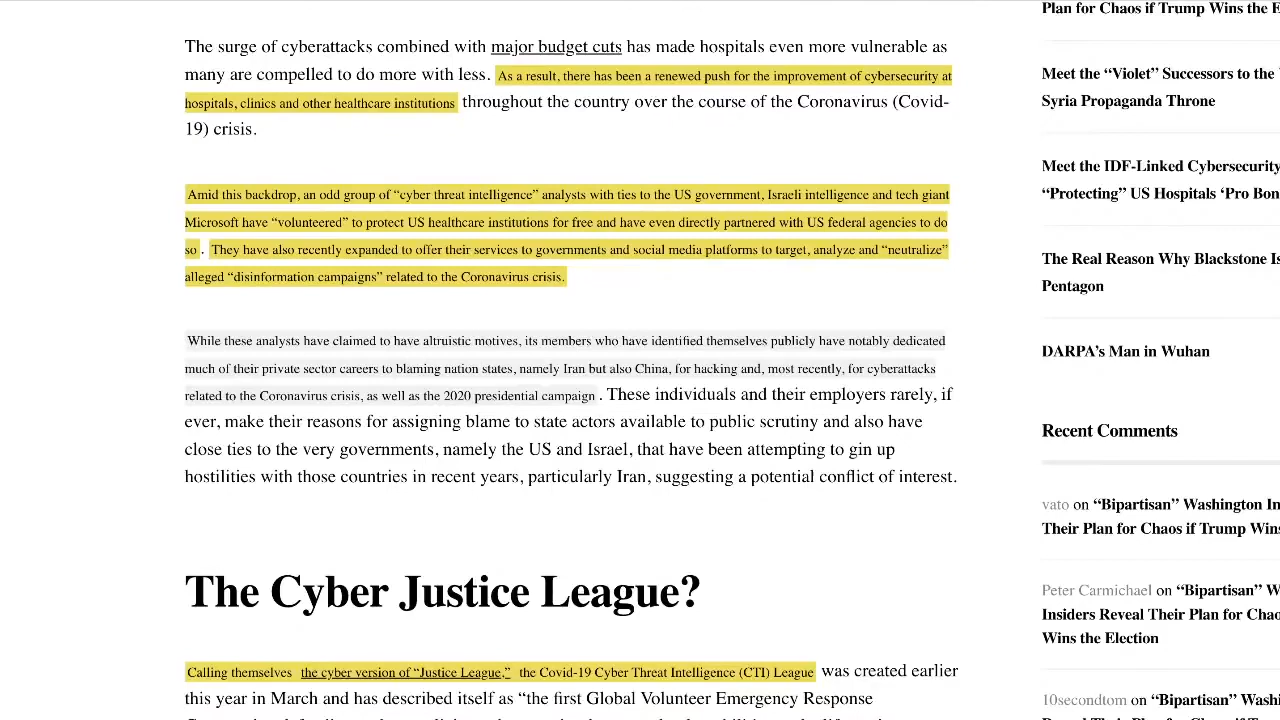 The surge of cyberattacks combined with major budget cuts has made hospitals even more vulnerable as
many are compelled to do more with less. As a result, there has been a renewed push for the improvement of cybersecurity at
hospitals, clinics and other healthcare institutions throughout the country over the course of the Coronavirus (Covid-
19) crisis.
Amid this backdrop, an odd group of “cyber threat intelligence” analysts with ties to the US government, Israeli intelligence and tech giant
Microsoft have “volunteered” to protect US healthcare institutions for free and have even directly partnered with US federal agencies to do
so . They have also recently expanded to offer their services to governments and social media platforms to target, analyze and “neutralize”
alleged “disinformation campaigns” related to the Coronavirus crisis.
While these analysts have claimed to have altruistic motives, its members who have identified themselves publicly have notably dedicated
much of their private sector careers to blaming nation states, namely Iran but also China, for hacking and, most recently, for cyberattacks
related to the Coronavirus crisis, as well as the 2020 presidential campaign . These individuals and their employers rarely, if
ever, make their reasons for assigning blame to state actors available to public scrutiny and also have
close ties to the very governments, namely the US and Israel, that have been attempting to gin up
hostilities with those countries in recent years, particularly Iran, suggesting a potential conflict of interest.
The Cyber Justice League?
Calling themselves the cyber version of “Justice League,” the Covid-19 Cyber Threat Intelligence (CTI) League was created earlier
this year in March and has described itself as “the first Global Volunteer Emergency Response
Plan for Chaos if Trump Wins the
Meet the “Violet” Successors to the
Syria Propaganda Throne
Meet the IDF-Linked Cybersecurity
“Protecting” US Hospitals ‘Pro
The Real Reason Why Blackstone
Pentagon
DARPA’s Man in Wuhan
Recent Comments
vato on “Bipartisan” Washington
Their Plan for Chaos if Trump
Peter Carmichael on “Bipartisan”
Insiders Reveal Their Plan for
Wins the Election
10secondtom on “Bipartisan”